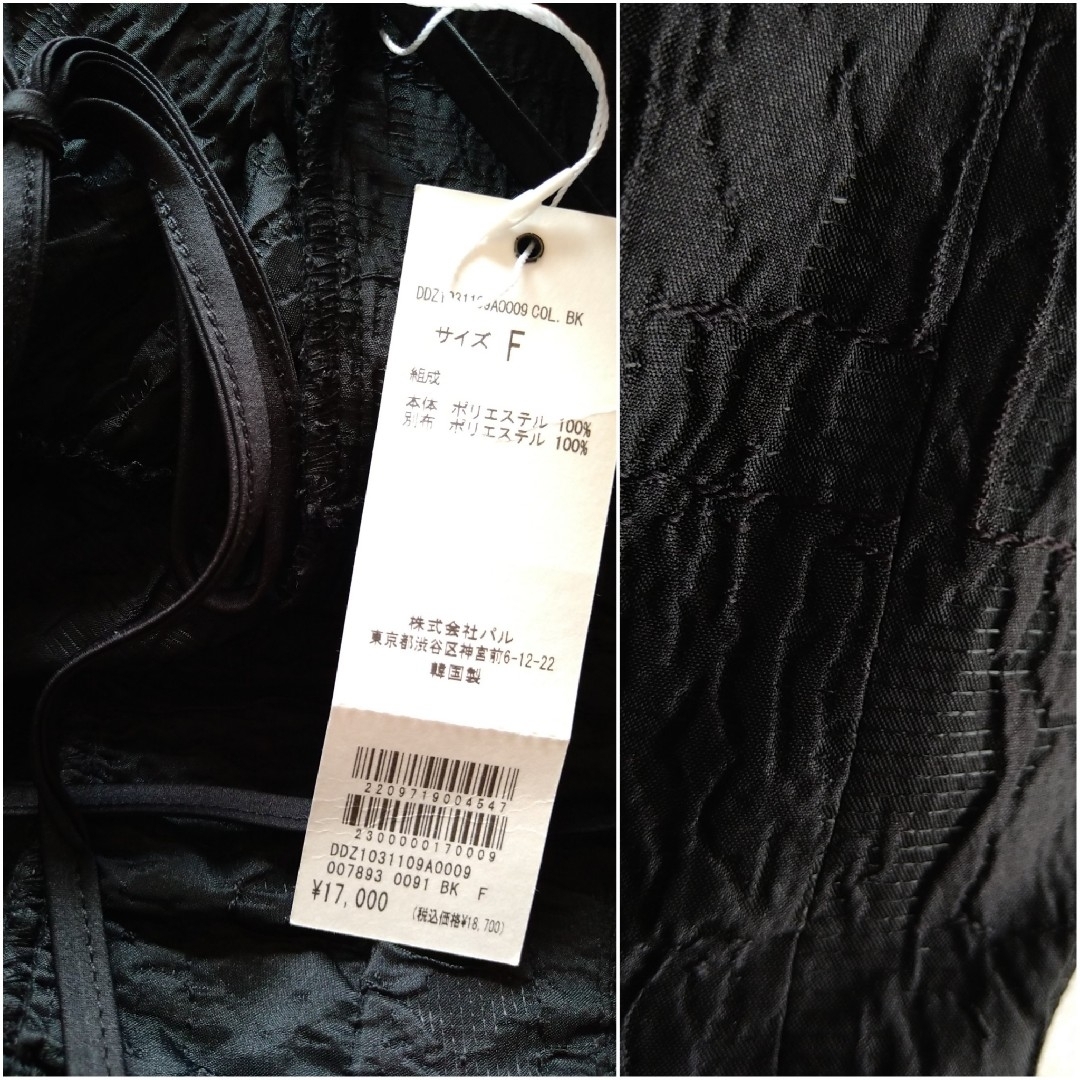 DDZ1031109A0009 COL. BK
サイズ F
組成
本体 ポリエステル 100%
別布 ポリエステル 100%
株式会社パル
東京都渋谷区神宮前6-12-22
韓国製
2209719004547
2300000170009
DDZ1031109A0009
007893 0091 BK F
¥17,000
(税込価格¥18,700)